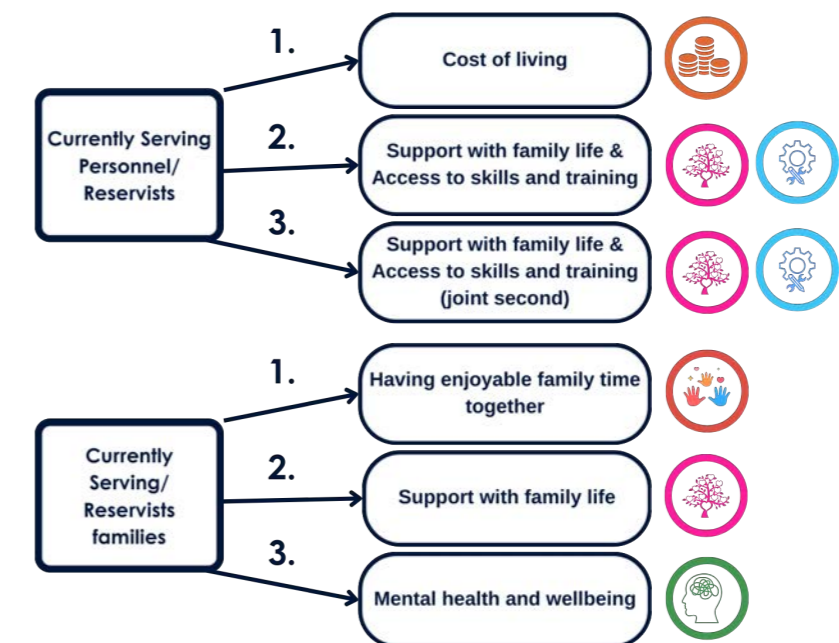 1.
Cost of living
Currently Serving
Personnel/
Reservists
2.
Support with family life &
Access to skills and training
3.
Support with family life &
Access to skills and training
(joint second)
1.
Having enjoyable family time
together
Currently
Serving/
Reservists
families
2.
Support with family life
3.
Mental health and wellbeing